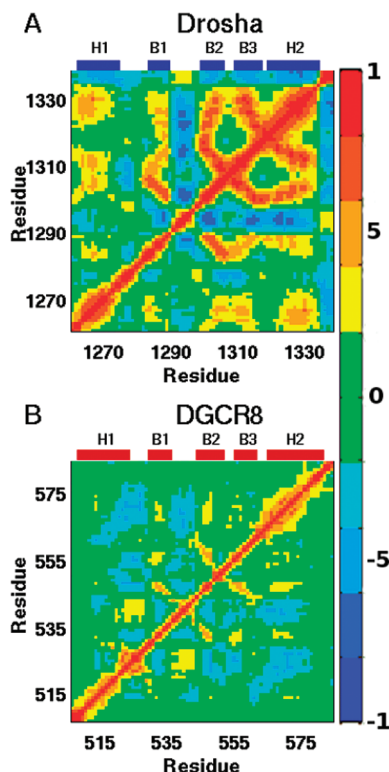 A
Drosha
H1 B1 B2 B3 H2
1330
1310
1290
1270
Residue
1270 1290 1310 1330
Residue
B
DGCR8
H1 B1 B2 B3 H2
575
555
535
515
Residue
515 535 555 575
Residue
1
5
0
-5
-1